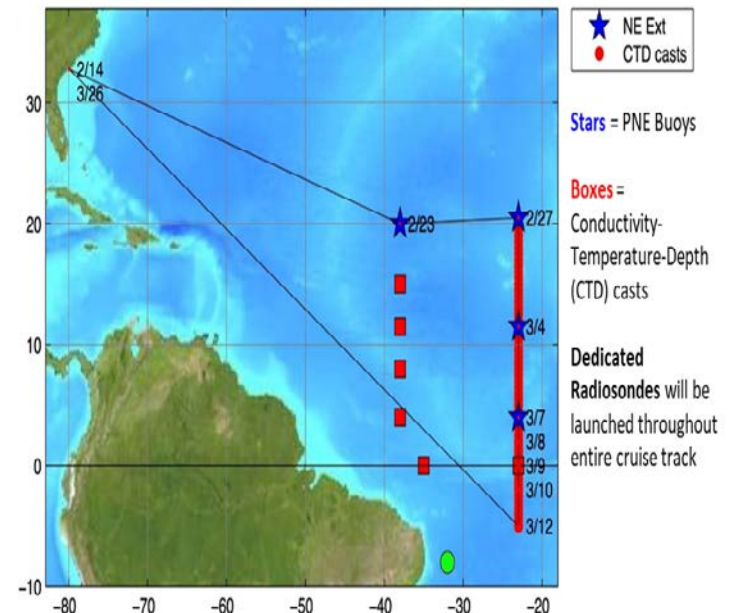 NE Ext
CTD casts
Stars = PNE Buoys
Boxes =
Conductivity-
Temperature-Depth
(CTD) casts
Dedicated
Radiosondes will be
launched throughout
entire cruise track
2/14
3/26
30
20
2/23
2/27
10
3/4
3/7
3/8
0
3/9
3/10
3/12
−10
−80
−70
−60
−50
−40
−30
−20